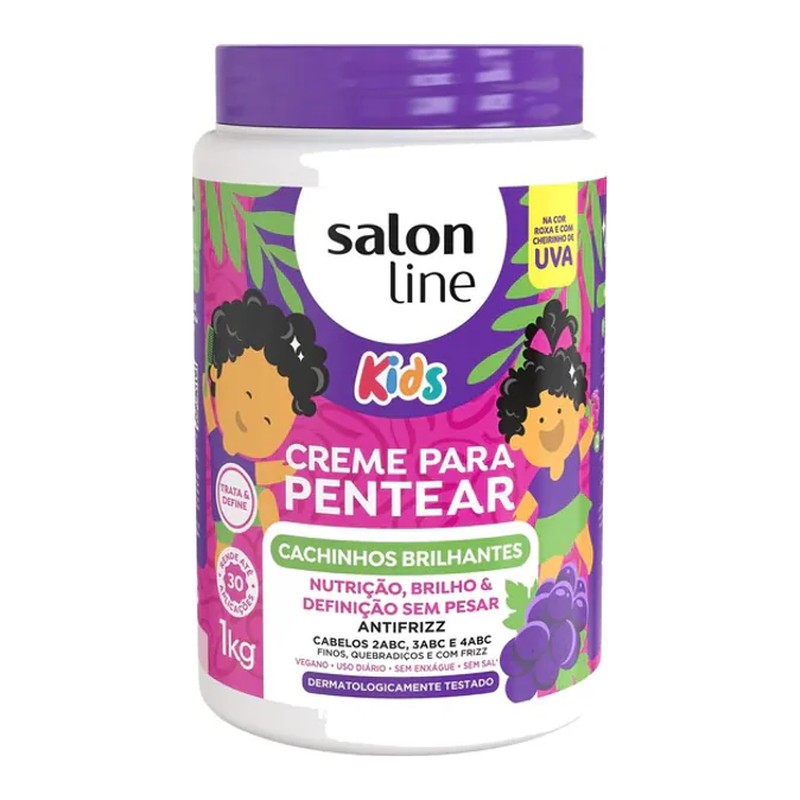 salon
line
Kids
NA COR
ROXA E COM
CHEIRINHO DE
UVA
CREME PARA
PENTEAR
TRATA &
DEFINE
CACHINHOS BRILHANTES
RENDE ATÉ
30
APLICAÇÕES
NUTRIÇÃO, BRILHO &
DEFINIÇÃO SEM PESAR
ANTIFRIZZ
CABELOS 2ABC, 3ABC E 4ABC
FINOS, QUEBRADIÇOS E COM FRIZZ
VEGANO • USO DIÁRIO • SEM ENXÁGUE • SEM SAL*
DERMATOLOGICAMENTE TESTADO
1kg